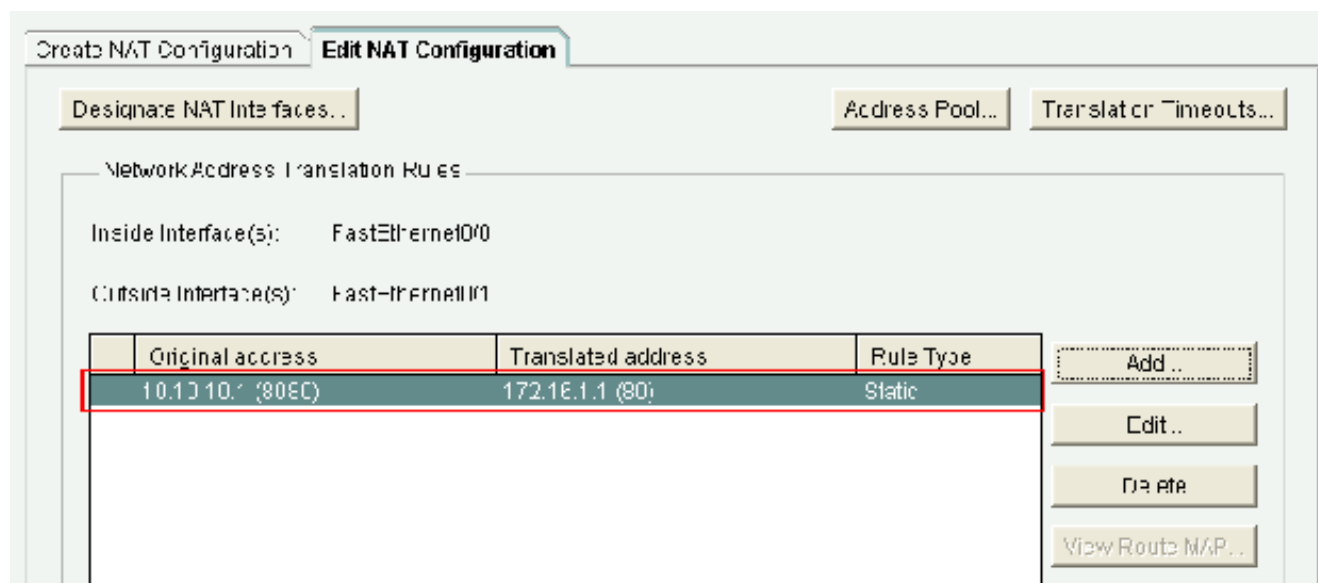 Create NAT Configuration Edit NAT Configuration
Designate NAT Interfaces... Address Pool... Translation Timeouts...
Network Address Translation Rules
Inside Interface(s): FastEthernet0/0
Outside Interface(s): FastEthernet0/1
Original address Translated address Rule Type
10.10.10.1 (8080) 172.16.1.1 (80) Static
Add...
Edit...
Delete
View Route MAP...